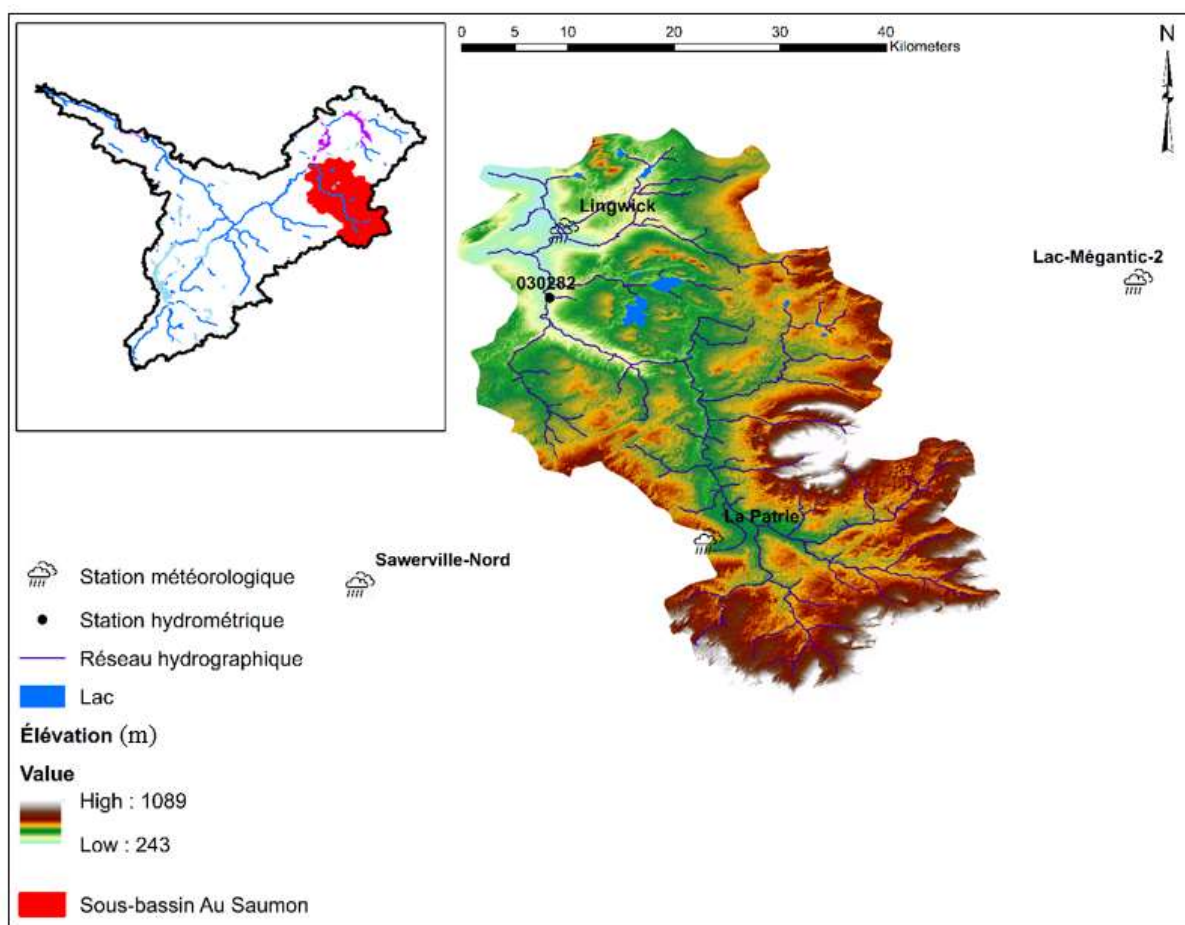 0 5 10 20 30 40
Kilometers
N
Lingwick
Lac-Mégantic-2
030282
La Patrie
Sawerville-Nord
Station météorologique
Station hydrométrique
Réseau hydrographique
Lac
Élévation (m)
Value
High : 1089
Low : 243
Sous-bassin Au Saumon